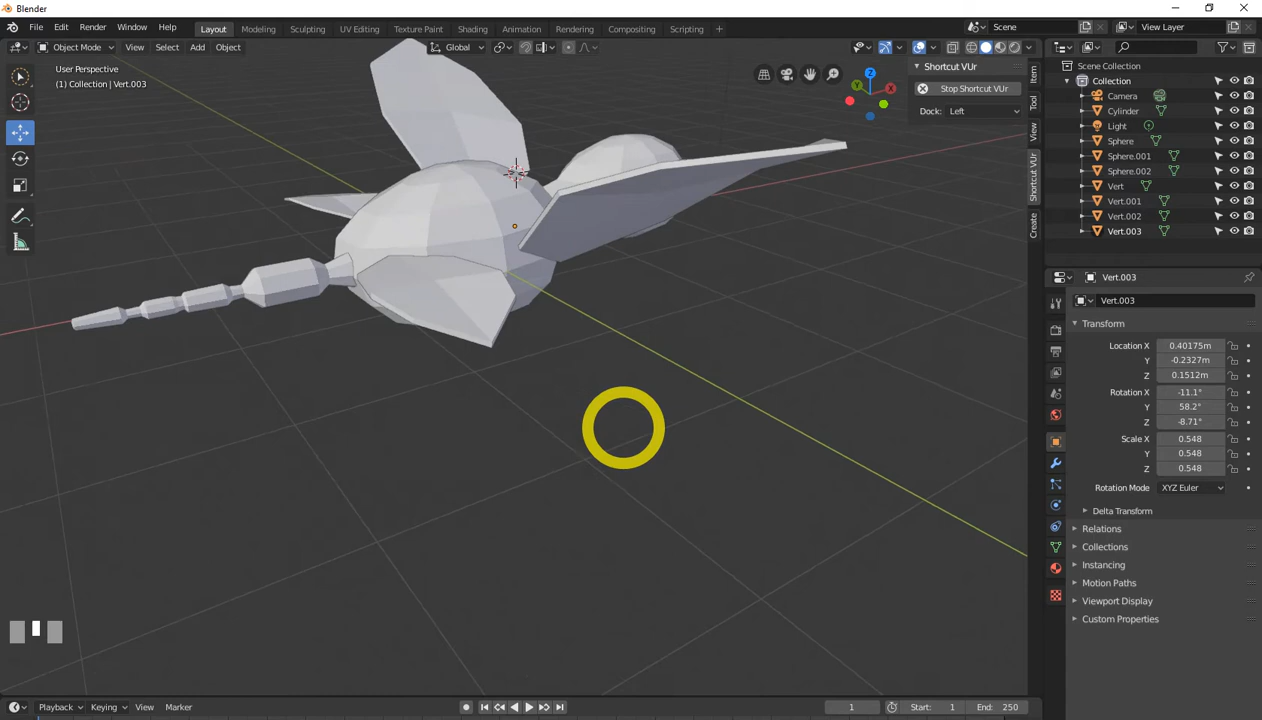 Blender
File Edit Render Window Help Layout Modeling Sculpting UV Editing Texture Paint Shading Animation Rendering Compositing Scripting Scene View Layer
Object Mode View Select Add Object Global
User Perspective
(1) Collection | Vert.003
Shortcut VUr
Stop Shortcut VUr
Dock: Left
Item
Tool
View
Shortcut VUr
Create
Z
Y
X
Scene Collection
Collection
Camera
Cylinder
Light
Sphere
Sphere.001
Sphere.002
Vert
Vert.001
Vert.002
Vert.003
Vert.003
Vert.003
Transform
Location X 0.40175m
Y -0.2327m
Z 0.1512m
Rotation X -11.1°
Y 58.2°
Z -8.71°
Scale X 0.548
Y 0.548
Z 0.548
Rotation Mode XYZ Euler
Delta Transform
Relations
Collections
Instancing
Motion Paths
Viewport Display
Custom Properties
Playback Keying View Marker 1 Start: 1 End: 250